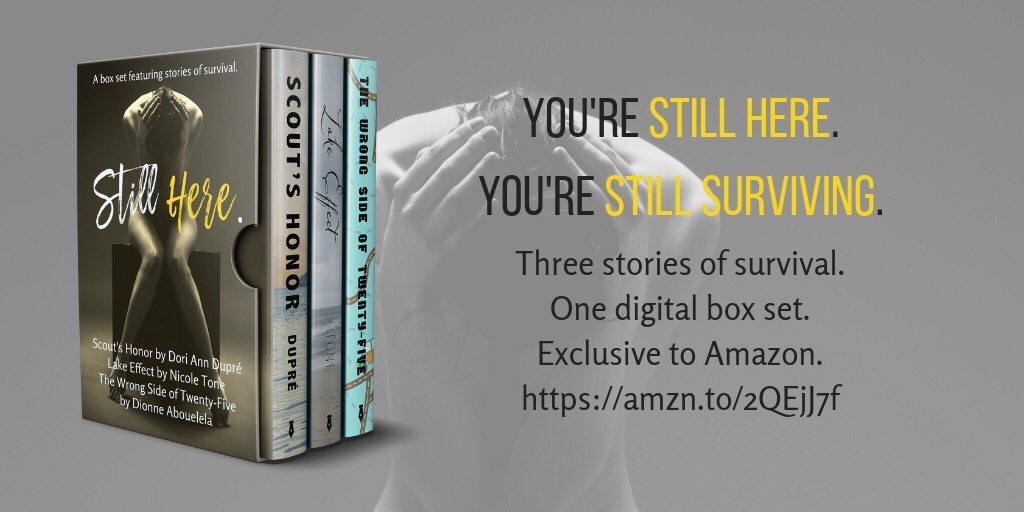 A box set featuring stories of survival.
Still Here.
Scout's Honor by Dori Ann Dupré
Lake Effect by Nicole Tone
The Wrong Side of Twenty-Five
by Dionne Abouelela
SCOUT'S HONOR DUPRÉ
Lake Effect TONE
THE WRONG SIDE OF TWENTY-FIVE
YOU'RE STILL HERE.
YOU'RE STILL SURVIVING.
Three stories of survival.
One digital box set.
Exclusive to Amazon.
https://amzn.to/2QEjJ7f